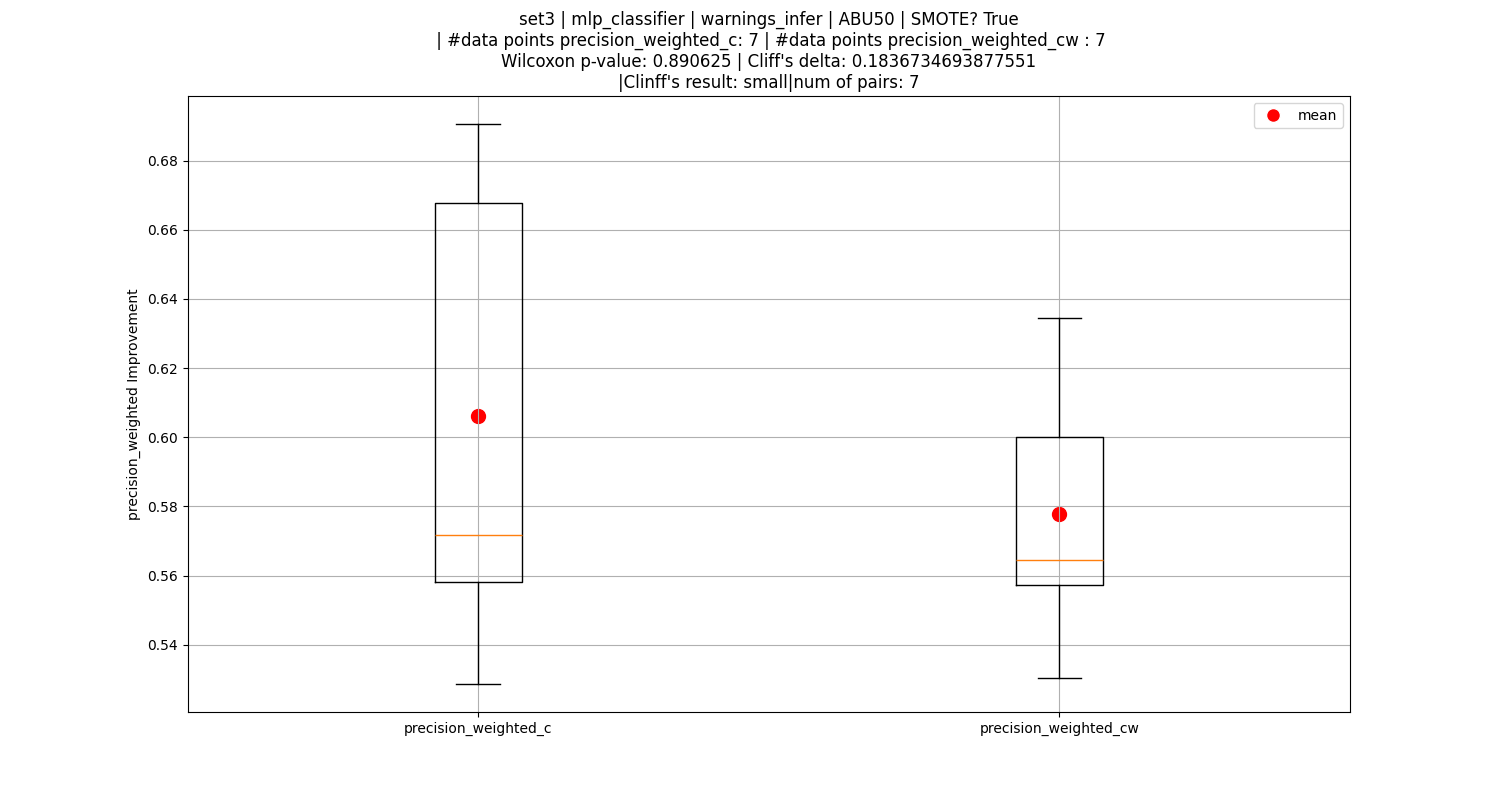 set3 | mlp_classifier | warnings_infer | ABU50 | SMOTE? True
| #data points precision_weighted_c: 7 | #data points precision_weighted_cw : 7
Wilcoxon p-value: 0.890625 | Cliff's delta: 0.1836734693877551
|Clinff's result: small|num of pairs: 7
mean
0.68
0.66
0.64
0.62
0.60
0.58
0.56
0.54
precision_weighted Improvement
precision_weighted_c
precision_weighted_cw